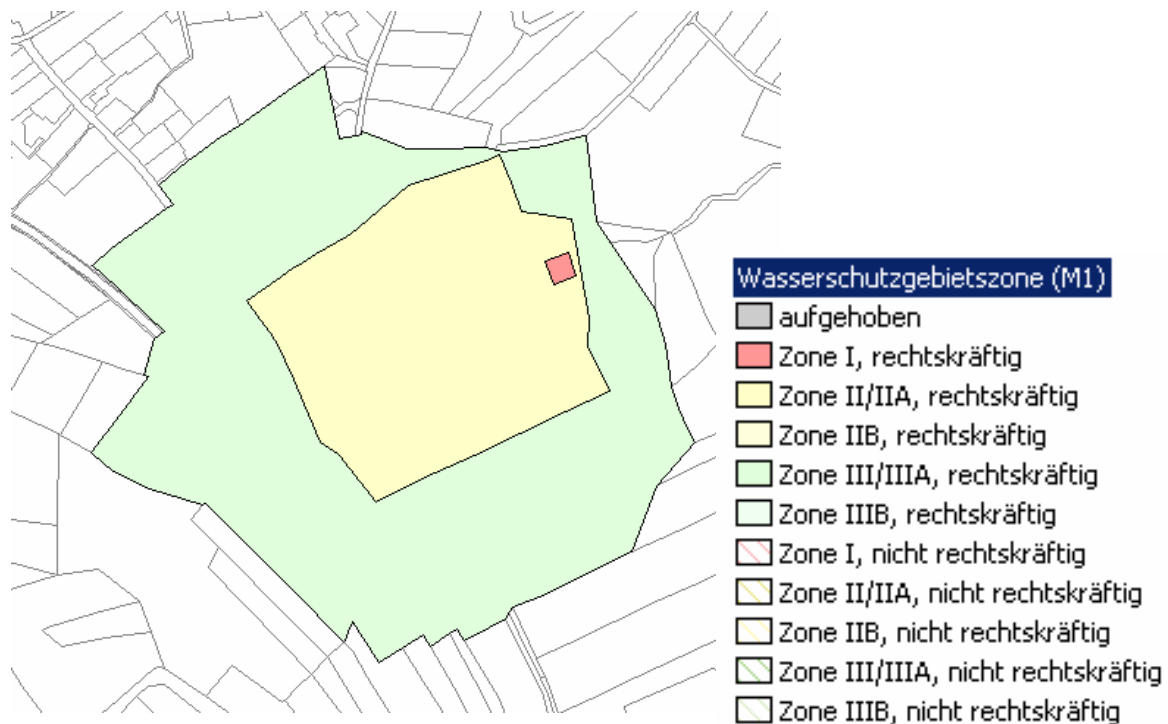 Wasserschutzgebietszone (M1)
aufgehoben
Zone I, rechtskräftig
Zone II/IIA, rechtskräftig
Zone IIB, rechtskräftig
Zone III/IIIA, rechtskräftig
Zone IIIB, rechtskräftig
Zone I, nicht rechtskräftig
Zone II/IIA, nicht rechtskräftig
Zone IIB, nicht rechtskräftig
Zone III/IIIA, nicht rechtskräftig
Zone IIIB, nicht rechtskräftig